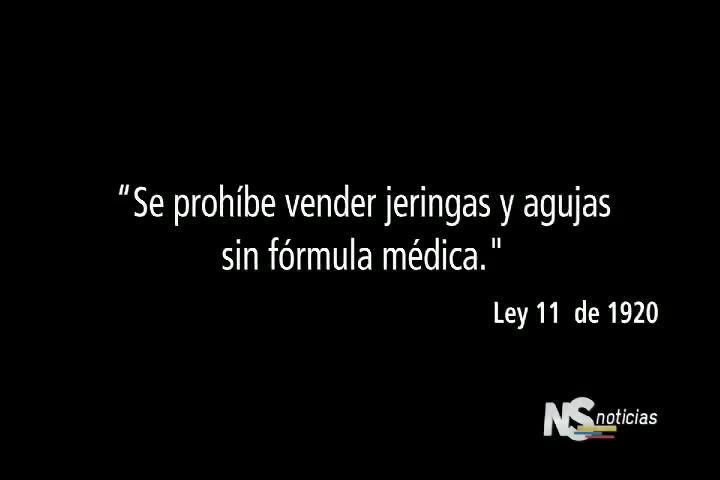 “Se prohíbe vender jeringas y agujas
sin fórmula médica."
Ley 11 de 1920
NS noticias